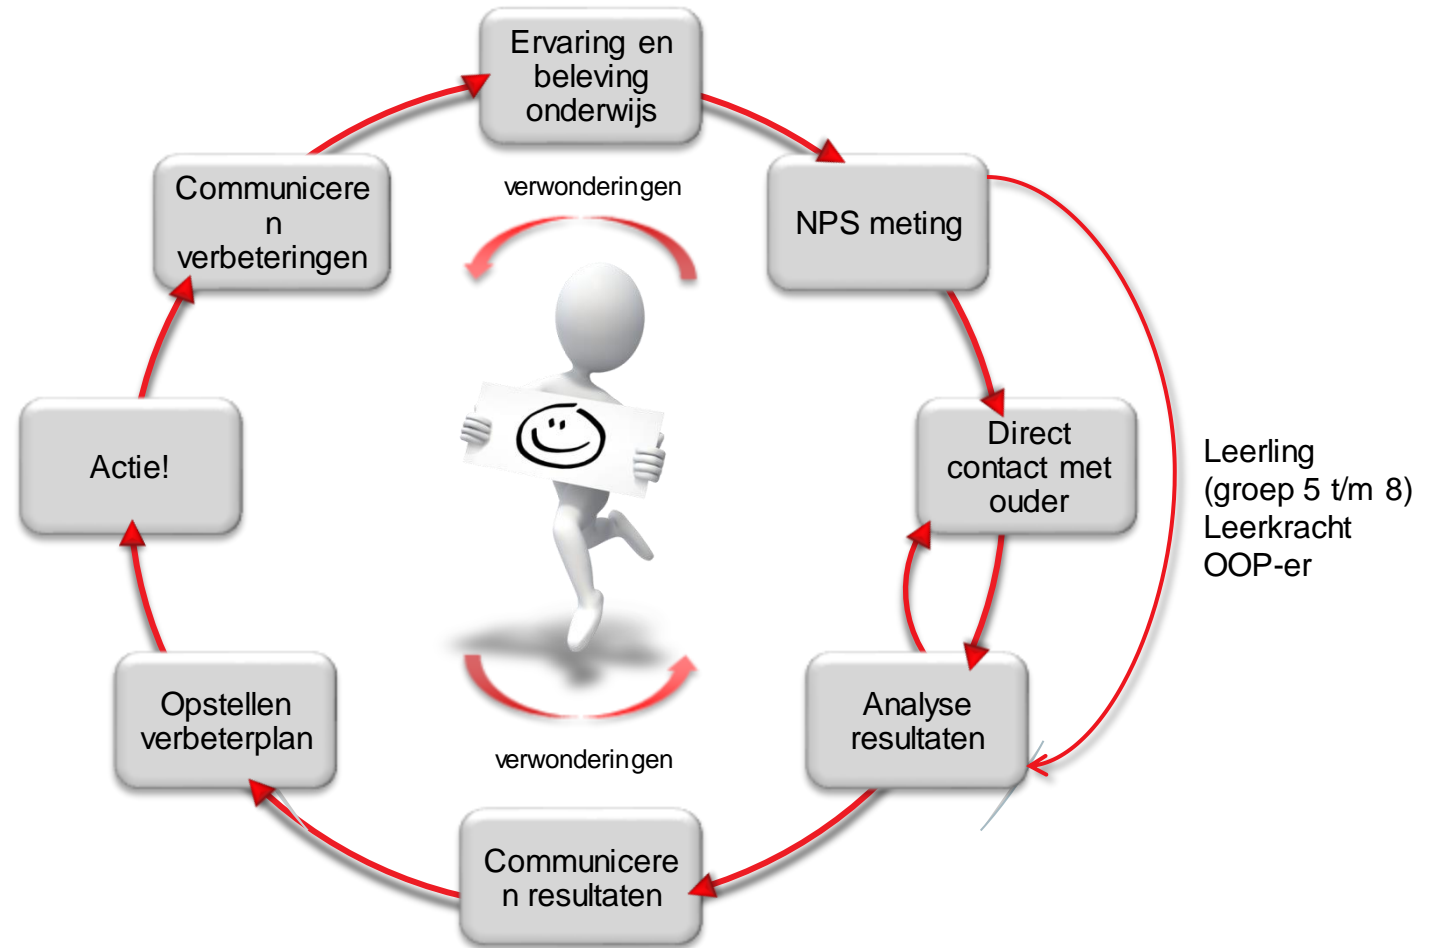 Ervaring en
beleving
onderwijs
verwonderingen
NPS meting
Direct
contact met
ouder
Leerling
(groep 5 t/m 8)
Leerkracht
OOP-er
Analyse
resultaten
Communicere
n resultaten
Opstellen
verbeterplan
Actie!
Communicere
n
verbeteringen
verwonderingen